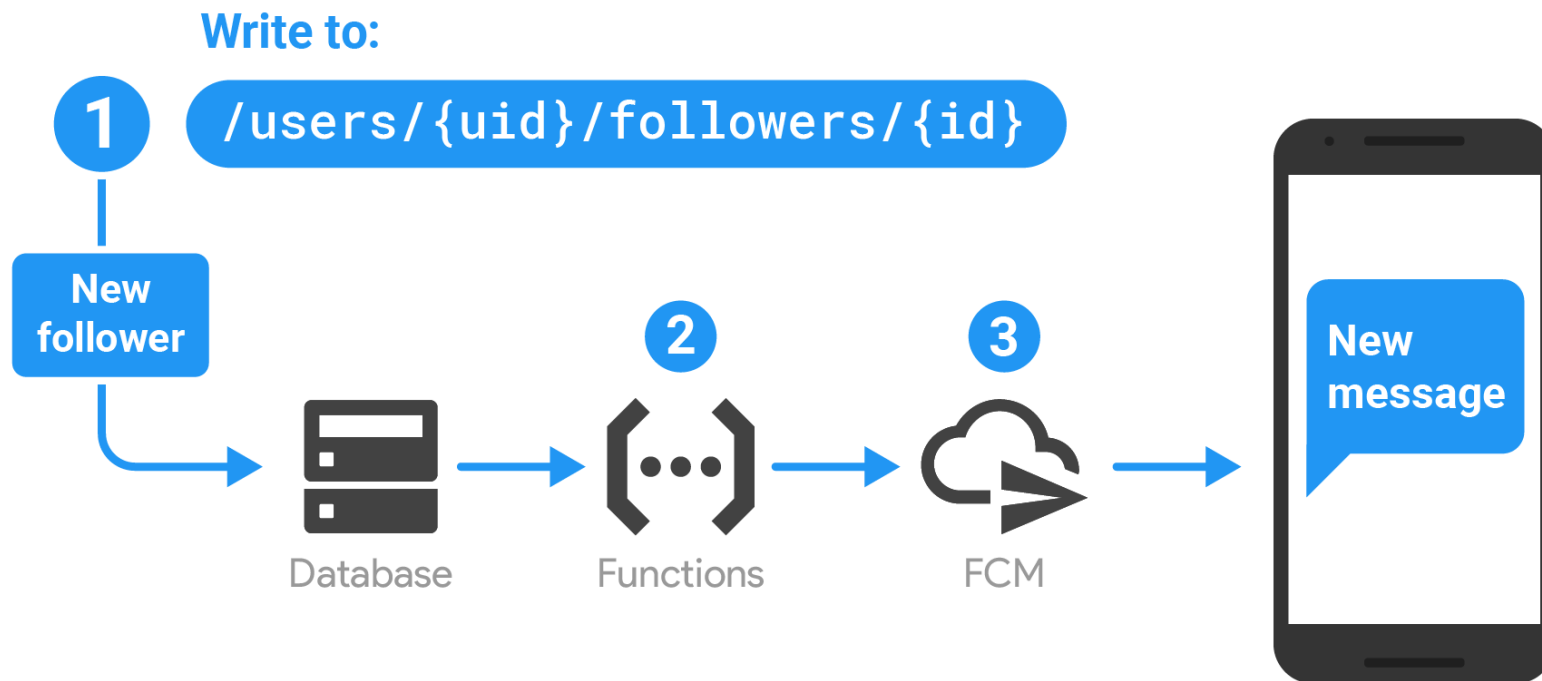 Write to:
1
/users/{uid}/followers/{id}
New
follower
2
3
Database
Functions
FCM
New
message